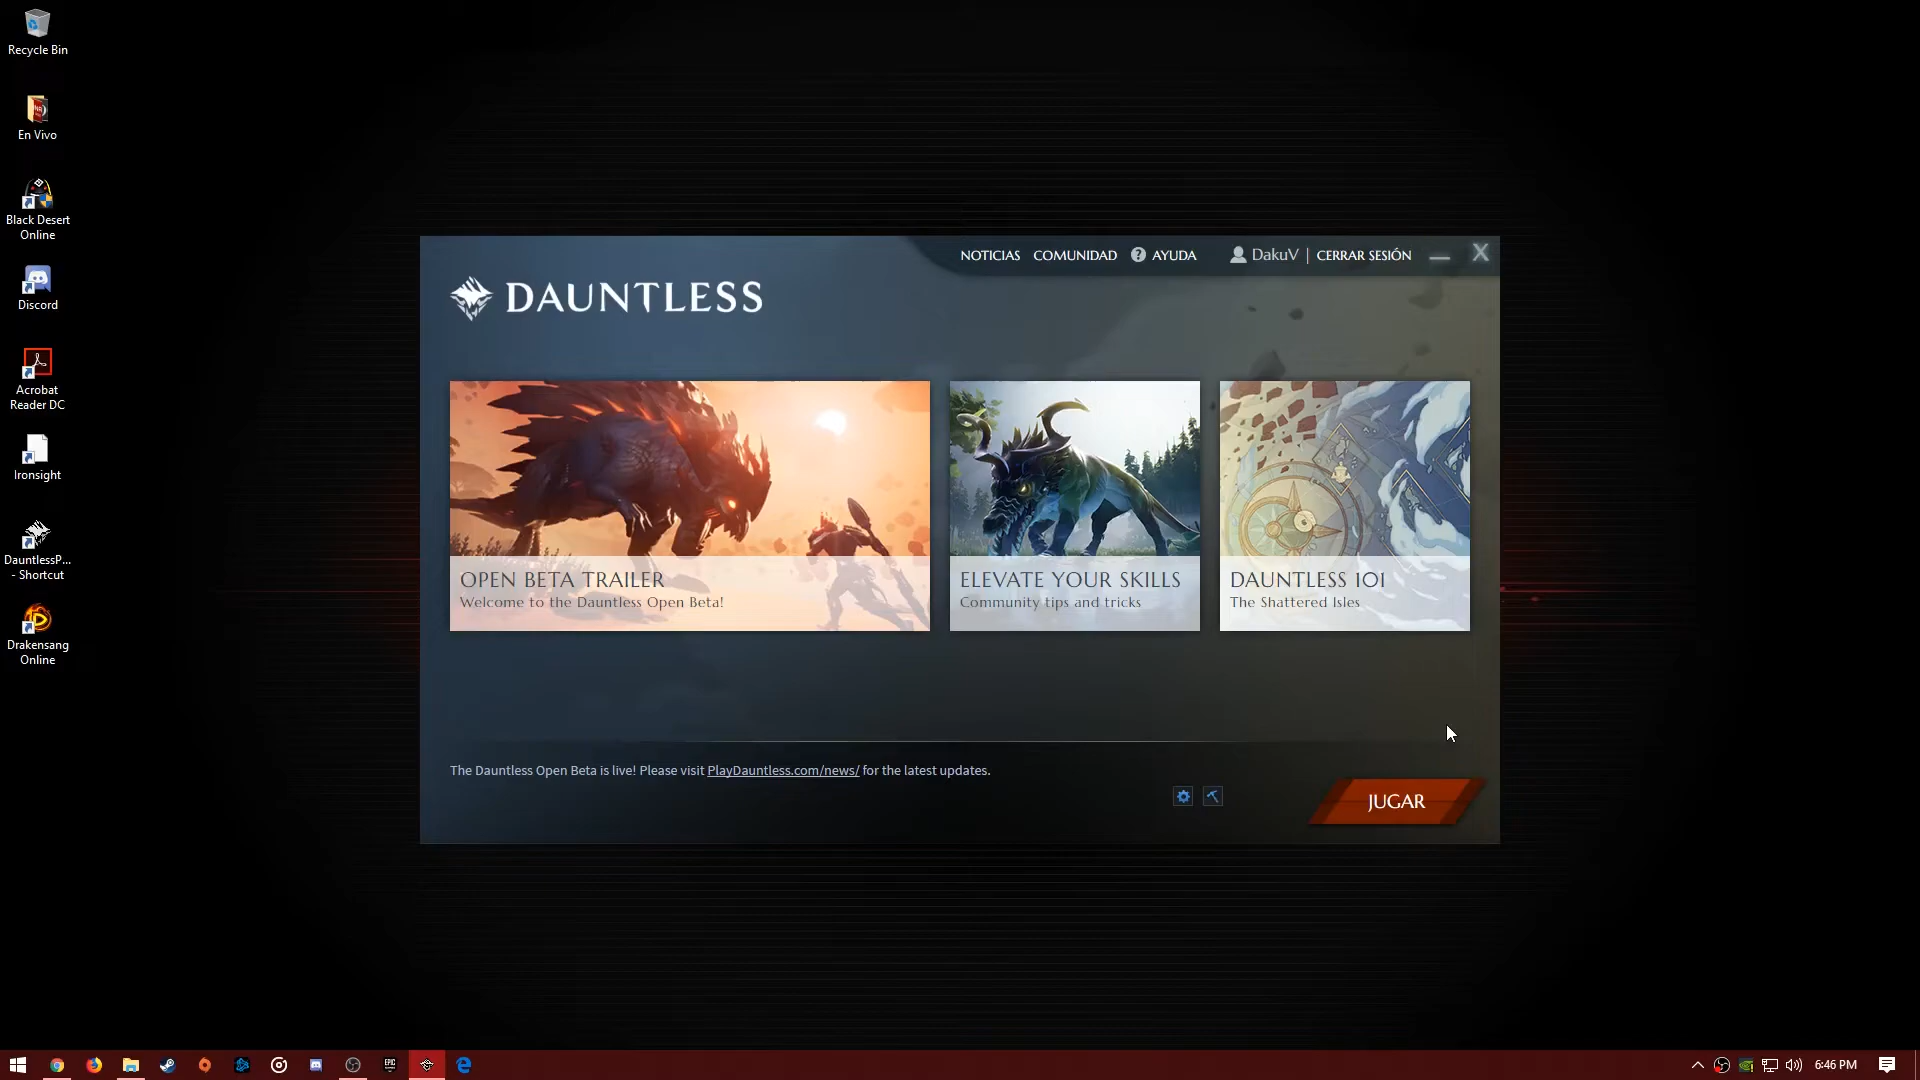 Recycle Bin
En Vivo
Black Desert
Online
Discord
Acrobat
Reader DC
Ironsight
DauntlessP...
- Shortcut
Drakensang
Online
NOTICIAS COMUNIDAD ? AYUDA DakuV | CERRAR SESIÓN
DAUNTLESS
OPEN BETA TRAILER
Welcome to the Dauntless Open Beta!
ELEVATE YOUR SKILLS
Community tips and tricks
DAUNTLESS 101
The Shattered Isles
The Dauntless Open Beta is live! Please visit PlayDauntless.com/news/ for the latest updates.
JUGAR
EPIC
6:46 PM